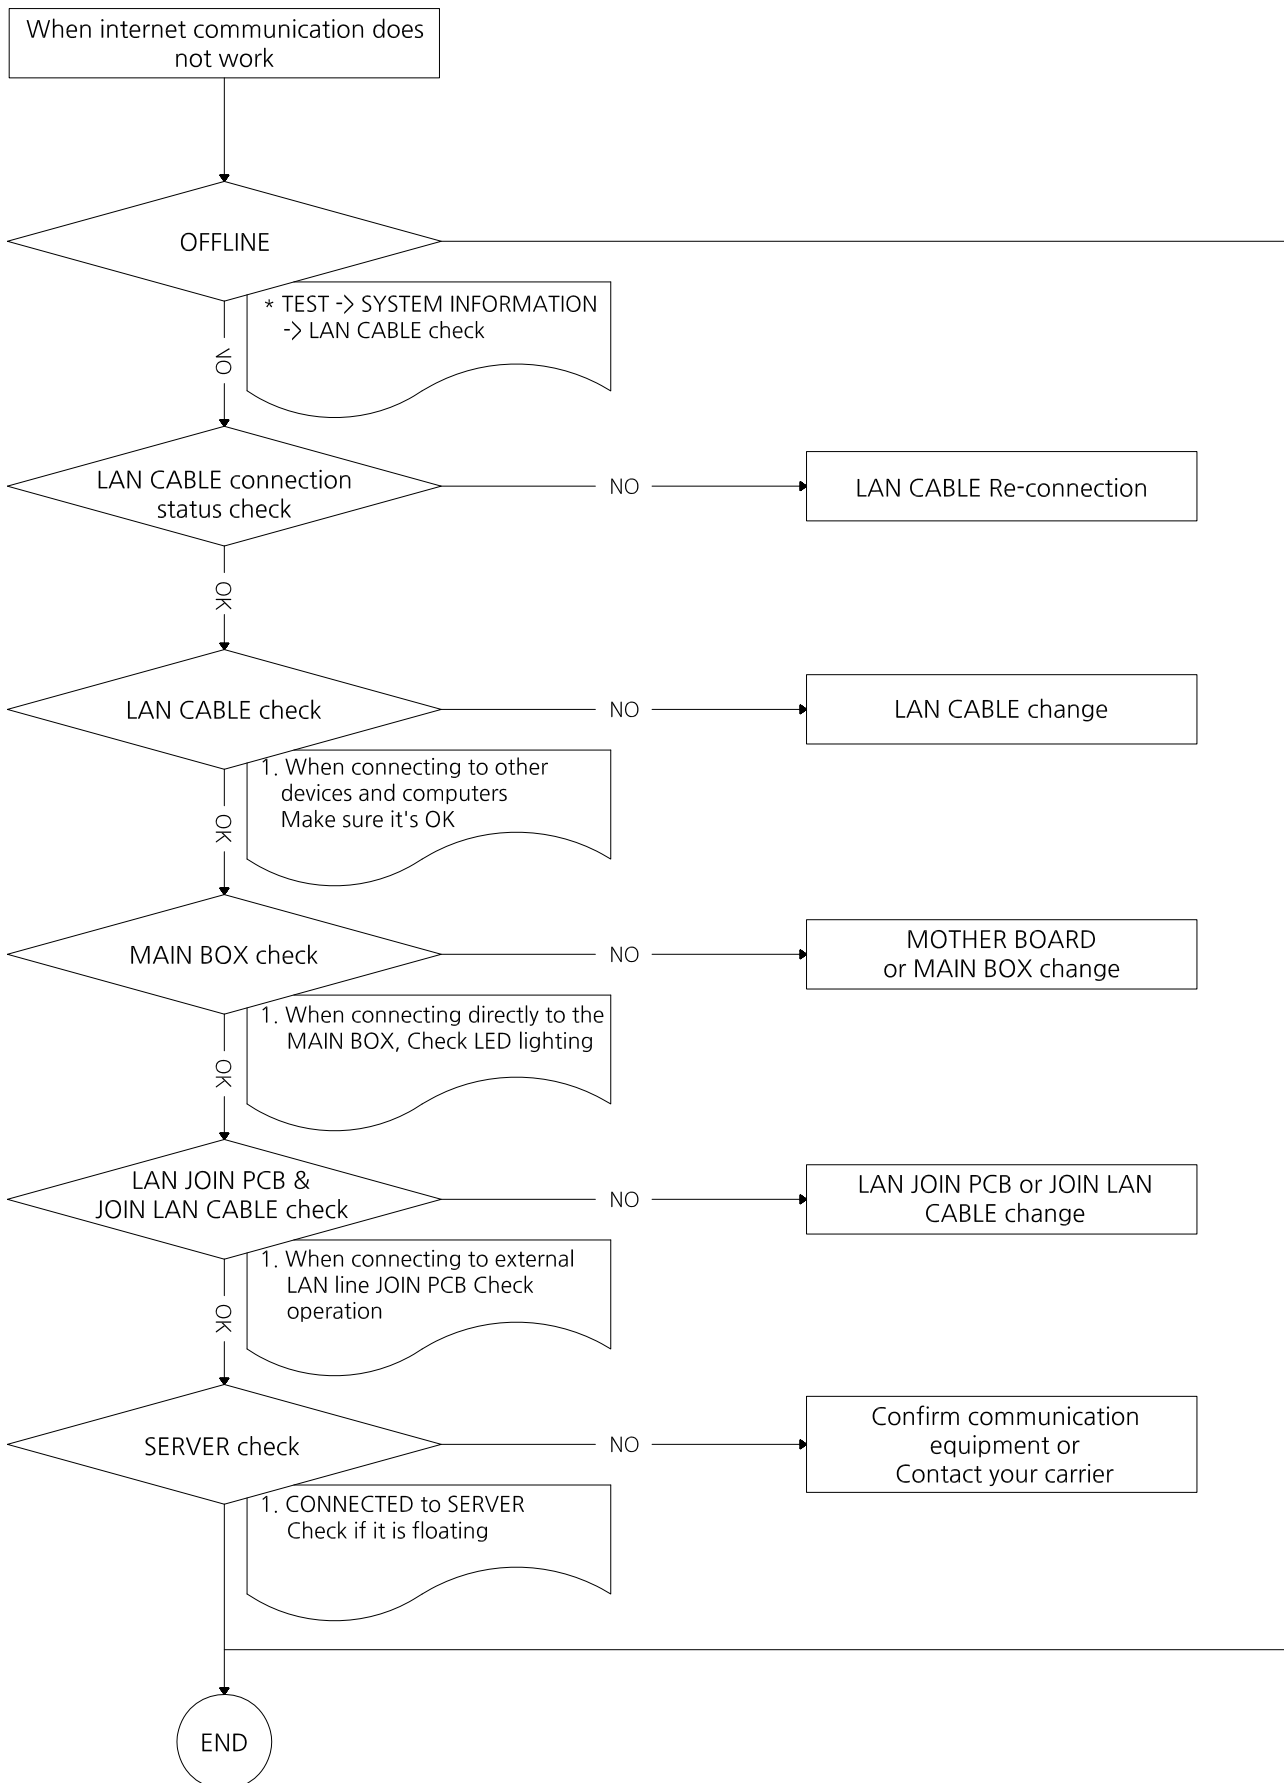 When internet communication does
not work
OFFLINE
* TEST -> SYSTEM INFORMATION
-> LAN CABLE check
NO
LAN CABLE connection
status check
NO
LAN CABLE Re-connection
OK
LAN CABLE check
NO
LAN CABLE change
1. When connecting to other
devices and computers
Make sure it's OK
OK
MAIN BOX check
NO
MOTHER BOARD
or MAIN BOX change
1. When connecting directly to the
MAIN BOX, Check LED lighting
OK
LAN JOIN PCB &
JOIN LAN CABLE check
NO
LAN JOIN PCB or JOIN LAN
CABLE change
1. When connecting to external
LAN line JOIN PCB Check
operation
OK
SERVER check
NO
Confirm communication
equipment or
Contact your carrier
1. CONNECTED to SERVER
Check if it is floating
END